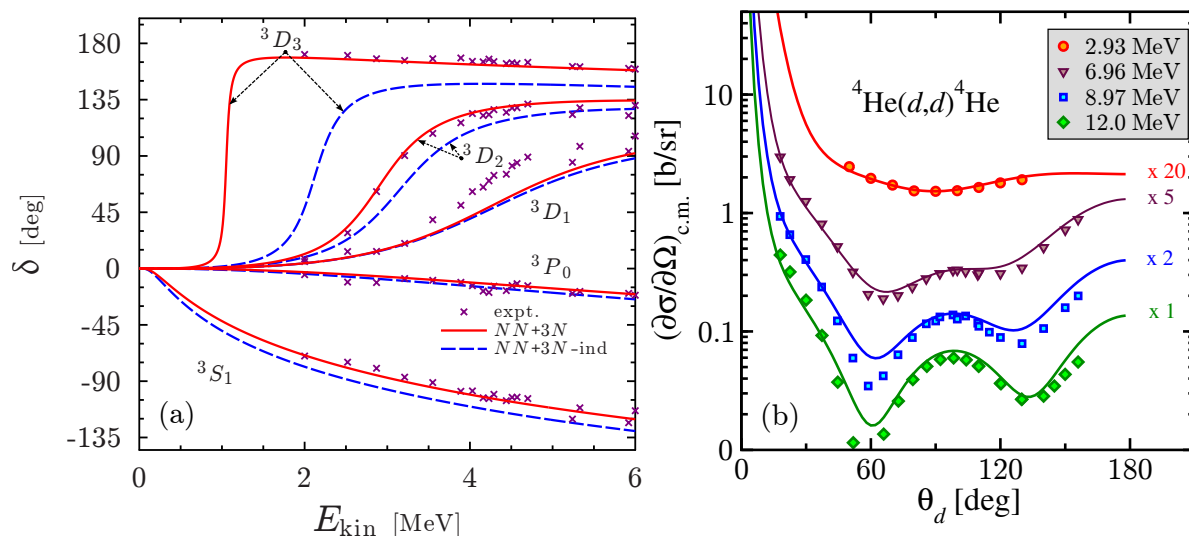 180
135
90
45
0
-45
-90
-135
δ [deg]
³D₃
³D₂
³D₁
³P₀
expt.
NN+3N
NN+3N-ind
³S₁
(a)
0 2 4 6
E_kin [MeV]
10
1
0.1
0
(∂σ/∂Ω)_c.m. [b/sr]
⁴He(d,d)⁴He
2.93 MeV
6.96 MeV
8.97 MeV
12.0 MeV
x 20.
x 5
x 2
x 1
(b)
0 60 120 180
θ_d [deg]